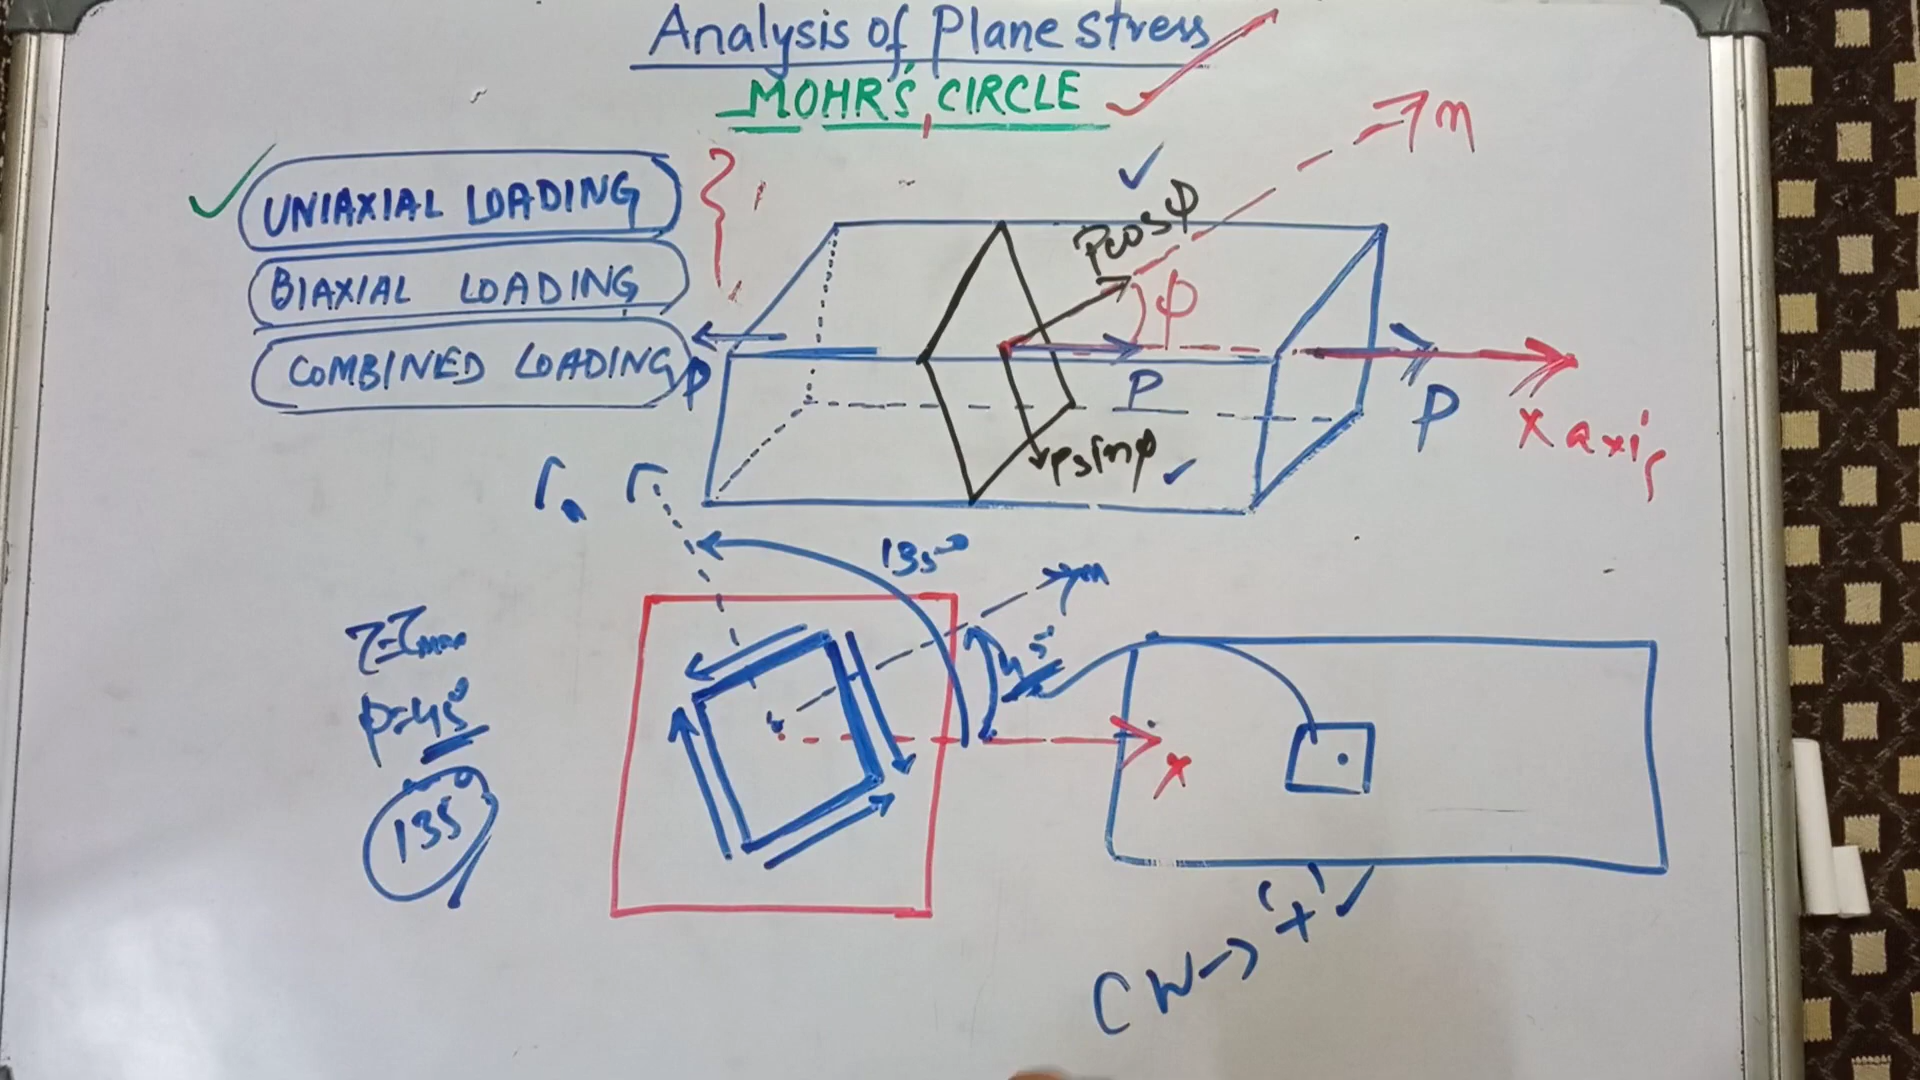 Analysis of Plane stress
MOHR'S CIRCLE
UNIAXIAL LOADING
BIAXIAL LOADING
COMBINED LOADING
n
Pcosφ
φ
P
P
P
x axis
Psinφ
135°
n
45°
τ=τmax
φ=45°
135°
x
CW→'+'